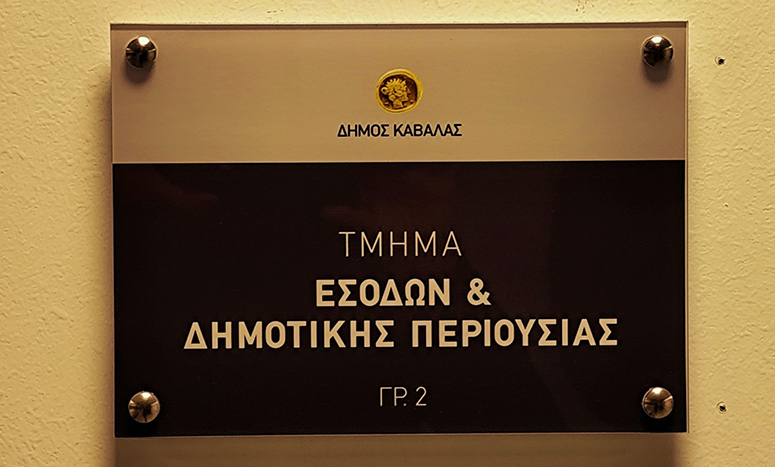 ΔΗΜΟΣ ΚΑΒΑΛΑΣ
ΤΜΗΜΑ
ΕΣΟΔΩΝ &
ΔΗΜΟΤΙΚΗΣ ΠΕΡΙΟΥΣΙΑΣ
ΓΡ. 2